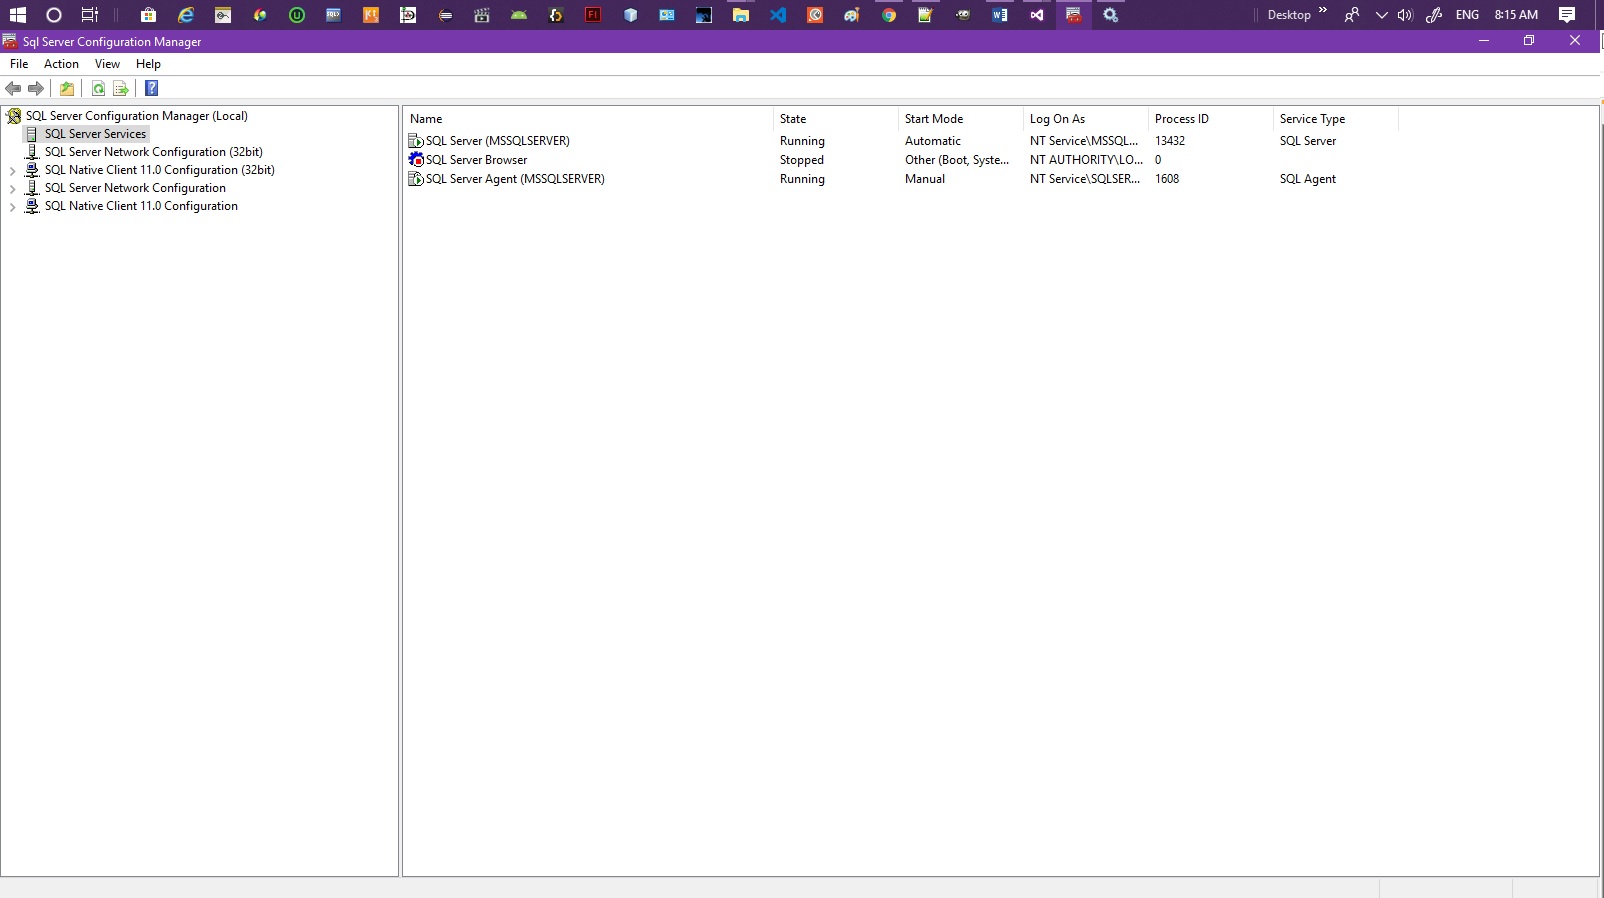 Desktop
ENG
8:15 AM
Sql Server Configuration Manager
File Action View Help
SQL Server Configuration Manager (Local)
SQL Server Services
SQL Server Network Configuration (32bit)
SQL Native Client 11.0 Configuration (32bit)
SQL Server Network Configuration
SQL Native Client 11.0 Configuration
Name State Start Mode Log On As Process ID Service Type
SQL Server (MSSQLSERVER) Running Automatic NT Service\MSSQL... 13432 SQL Server
SQL Server Browser Stopped Other (Boot, Syste... NT AUTHORITY\LO... 0
SQL Server Agent (MSSQLSERVER) Running Manual NT Service\SQLSER... 1608 SQL Agent